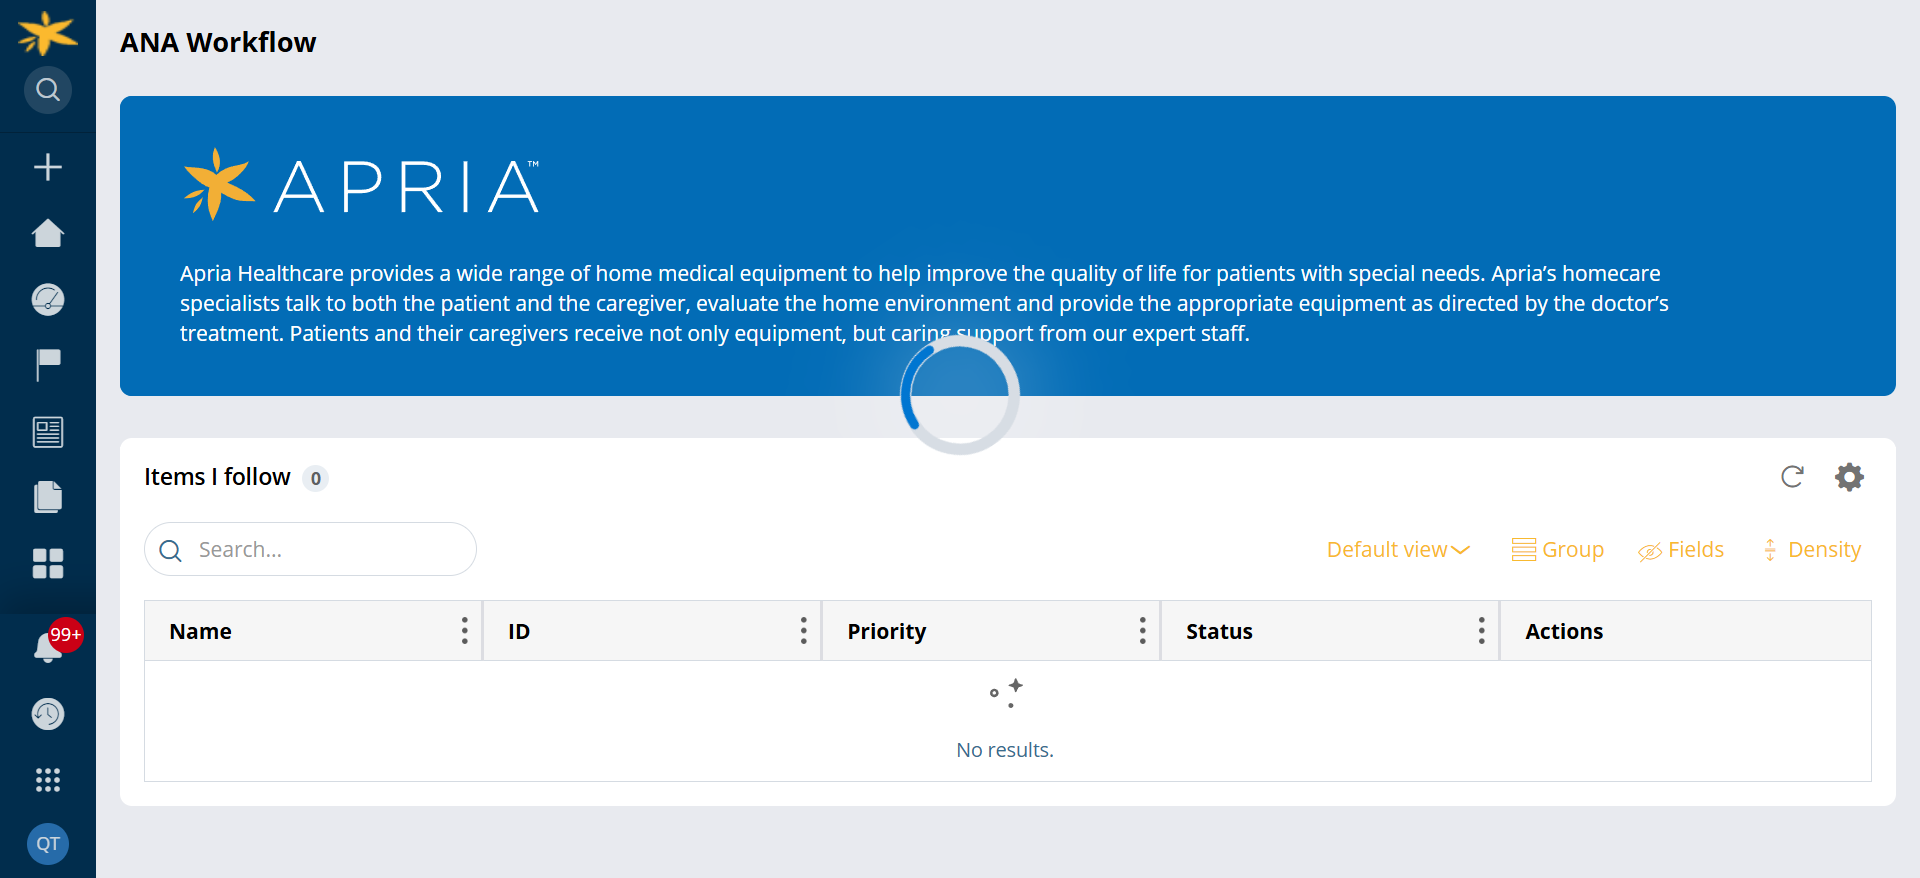 ANA Workflow
APRIA™
Apria Healthcare provides a wide range of home medical equipment to help improve the quality of life for patients with special needs. Apria’s homecare
specialists talk to both the patient and the caregiver, evaluate the home environment and provide the appropriate equipment as directed by the doctor’s
treatment. Patients and their caregivers receive not only equipment, but caring support from our expert staff.
Items I follow 0
Search...
Default view Group Fields Density
Name ID Priority Status Actions
No results.
99+
QT